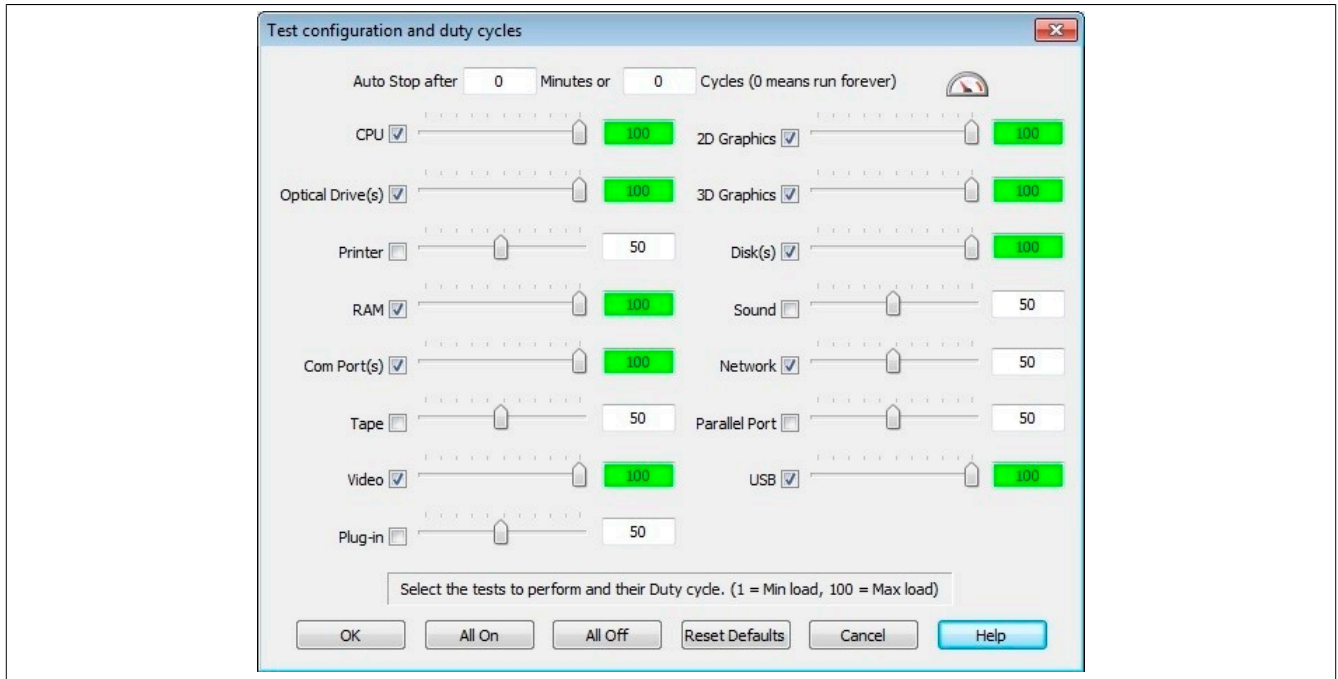 Test configuration and duty cycles
Auto Stop after 0 Minutes or 0 Cycles (0 means run forever)
CPU 100 2D Graphics 100
Optical Drive(s) 100 3D Graphics 100
Printer 50 Disk(s) 100
RAM 100 Sound 50
Com Port(s) 100 Network 50
Tape 50 Parallel Port 50
Video 100 USB 100
Plug-in 50
Select the tests to perform and their Duty cycle. (1 = Min load, 100 = Max load)
OK All On All Off Reset Defaults Cancel Help